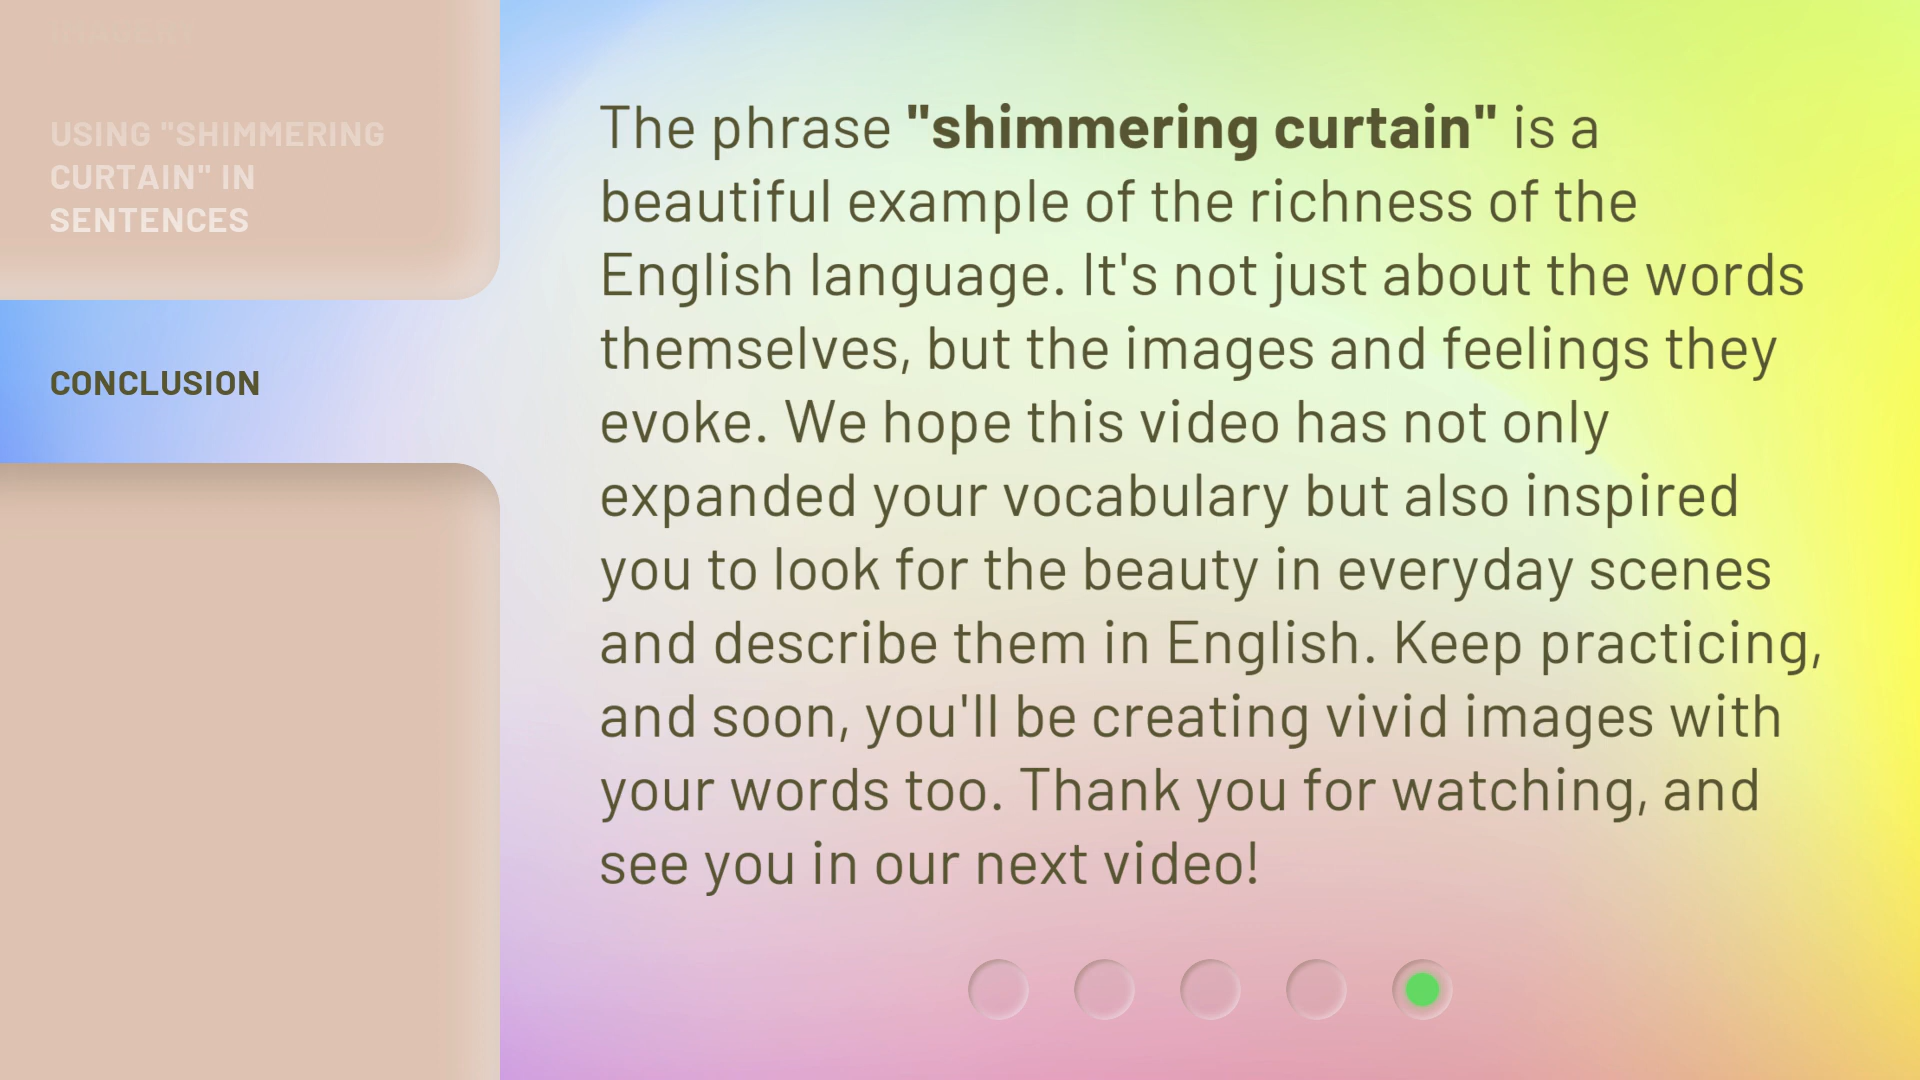 USING "SHIMMERING
CURTAIN" IN
SENTENCES
CONCLUSION
The phrase "shimmering curtain" is a
beautiful example of the richness of the
English language. It's not just about the words
themselves, but the images and feelings they
evoke. We hope this video has not only
expanded your vocabulary but also inspired
you to look for the beauty in everyday scenes
and describe them in English. Keep practicing,
and soon, you'll be creating vivid images with
your words too. Thank you for watching, and
see you in our next video!